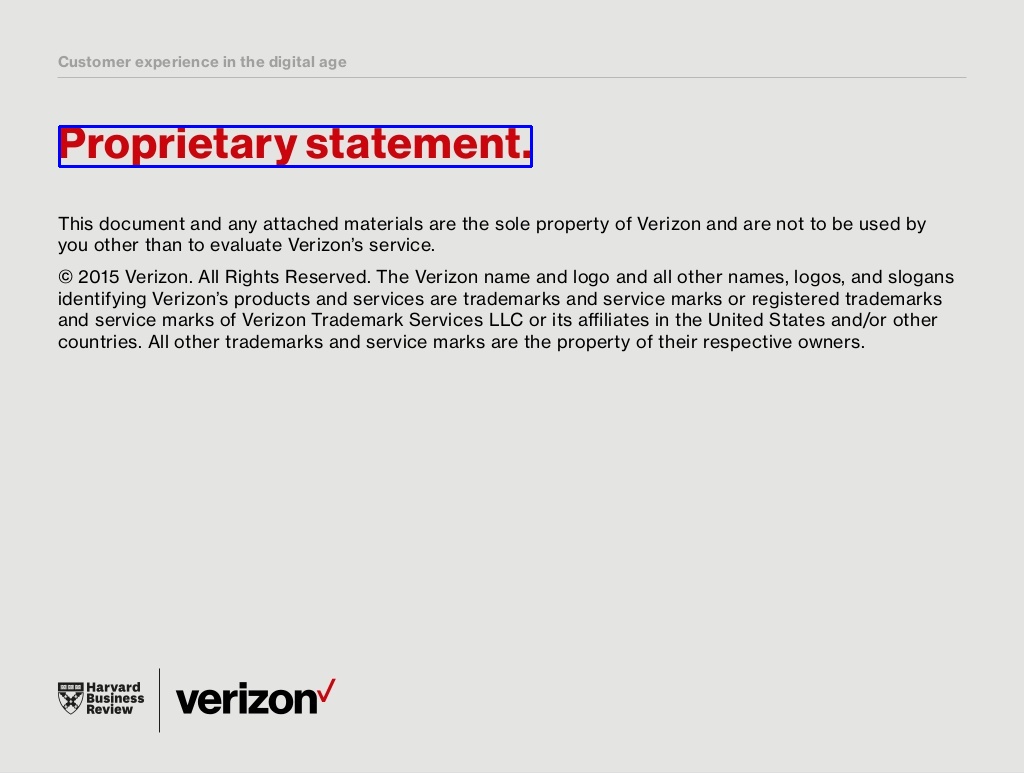 Customer experience in the digital age
Proprietary statement.
This document and any attached materials are the sole property of Verizon and are not to be used by
you other than to evaluate Verizon’s service.
© 2015 Verizon. All Rights Reserved. The Verizon name and logo and all other names, logos, and slogans
identifying Verizon’s products and services are trademarks and service marks or registered trademarks
and service marks of Verizon Trademark Services LLC or its affiliates in the United States and/or other
countries. All other trademarks and service marks are the property of their respective owners.
Harvard
Business
Review
verizon